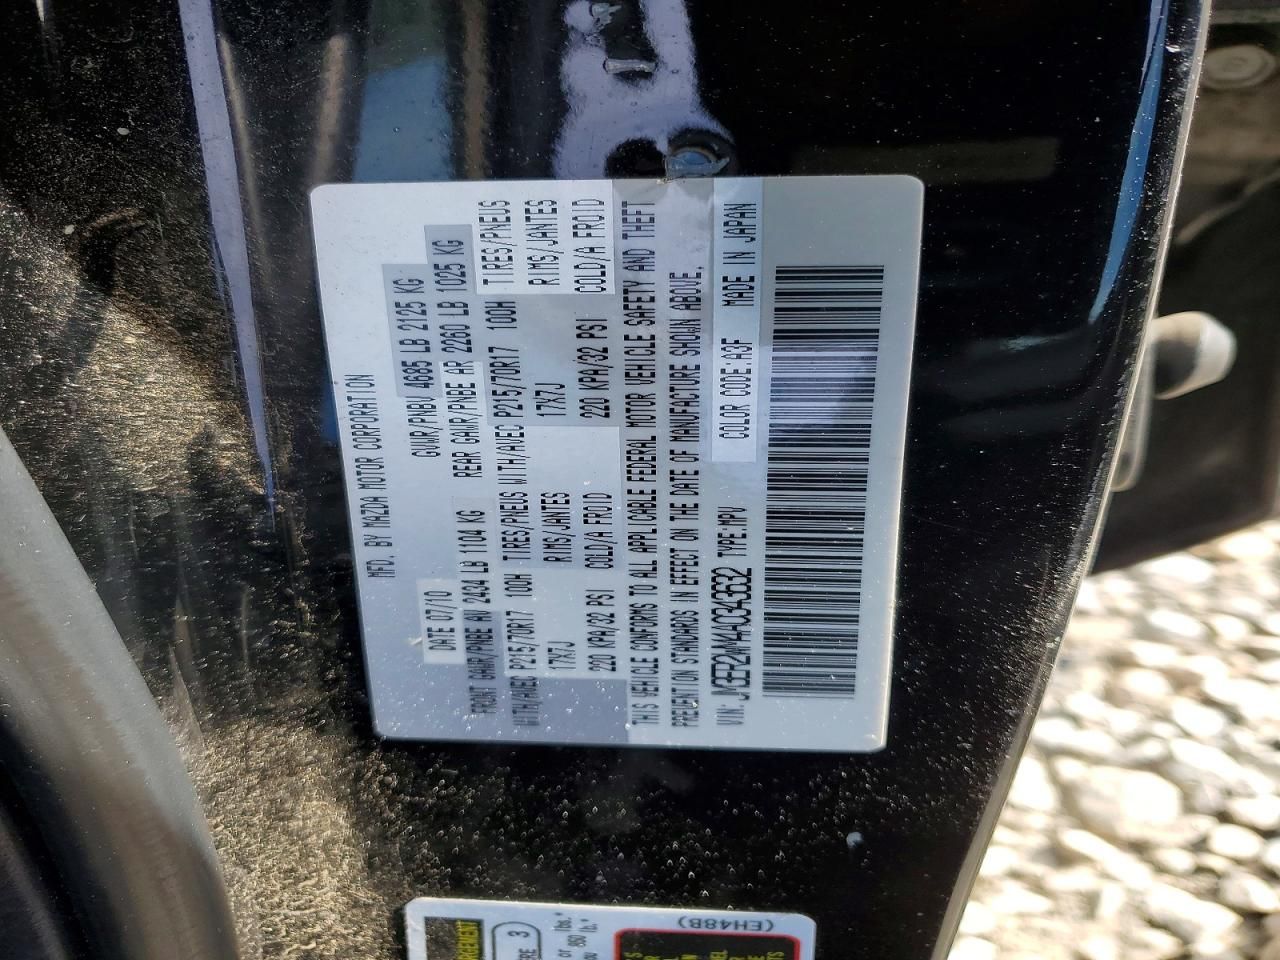 MFD. BY MAZDA MOTOR CORPORATION
DATE 07/10 GVWR/PNBV 4685 LB 2125 KG
FRONT GAWR/PNBE AV 2434 LB 1104 KG REAR GAWR/PNBE AR 2260 LB 1025 KG
WITH/AVEC P215/70R17 100H TIRES/PNEUS WITH/AVEC P215/70R17 100H TIRES/PNEUS
17X7J RIMS/JANTES 17X7J RIMS/JANTES
220 KPA/32 PSI COLD/A FROID 220 KPA/32 PSI COLD/A FROID
THIS VEHICLE CONFORMS TO ALL APPLICABLE FEDERAL MOTOR VEHICLE SAFETY AND THEFT
PREVENTION STANDARDS IN EFFECT ON THE DATE OF MANUFACTURE SHOWN ABOVE.
VIN: TYPE:MPV COLOR CODE:A3F MADE IN JAPAN
(EH48B)
3